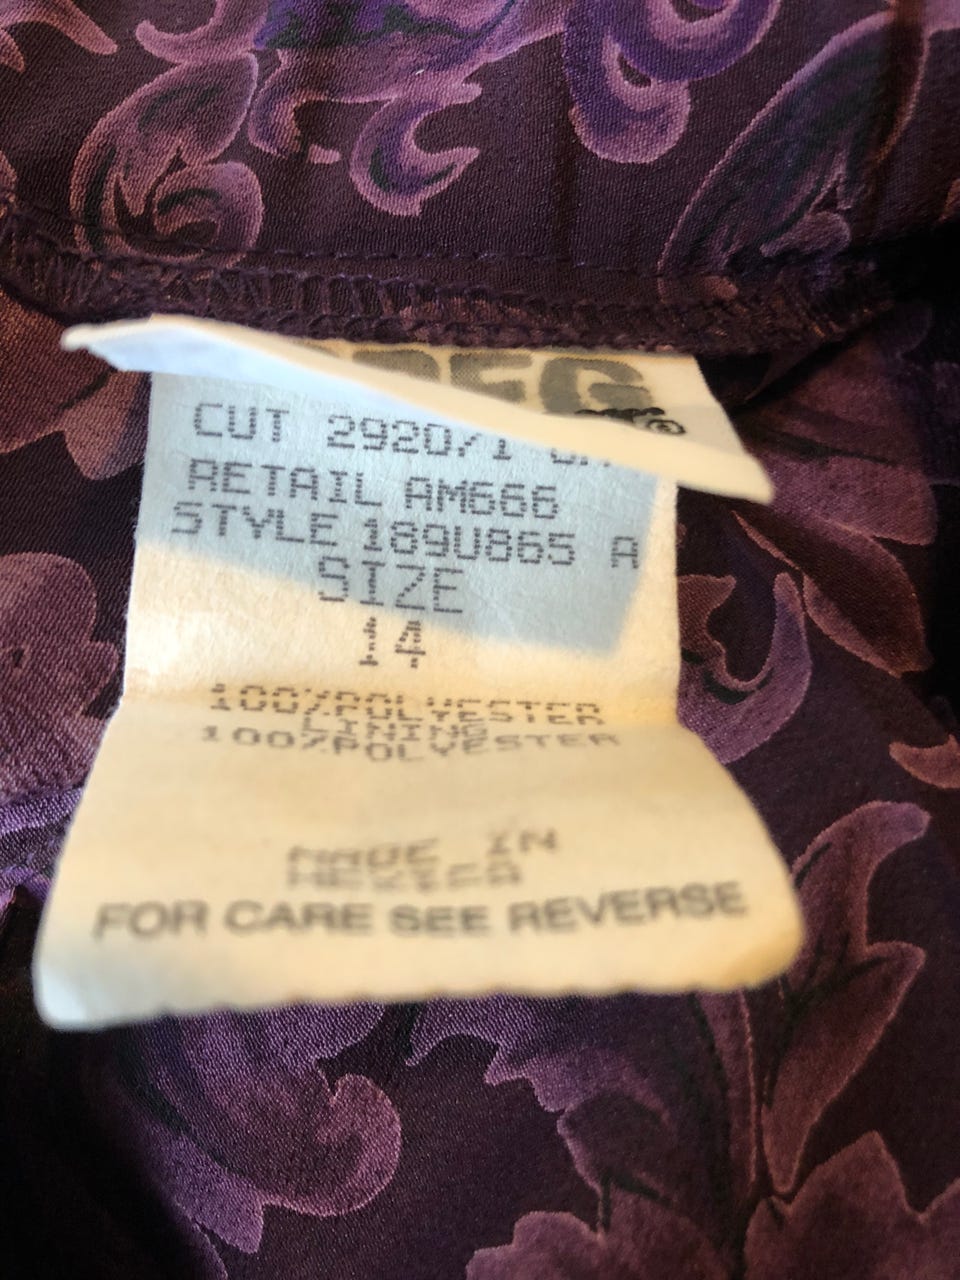 CUT 2920/1
RETAIL AM666
STYLE 189U865 A
SIZE
14
100%POLYESTER
LINING
100%POLYESTER
MADE IN
FOR CARE SEE REVERSE